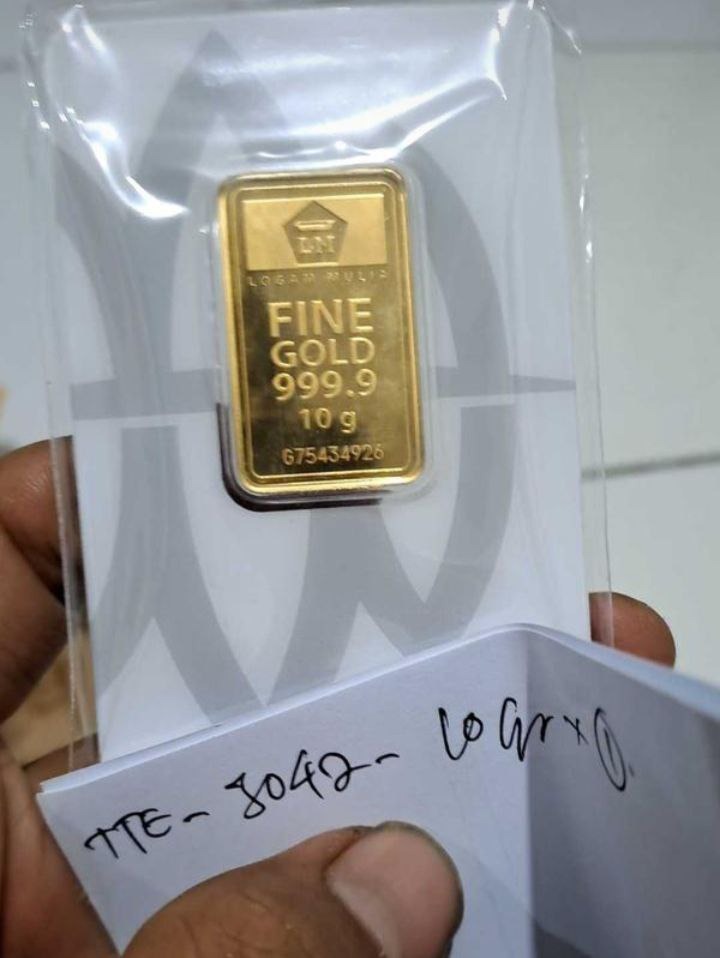 LM
LOGAM MULIA
FINE
GOLD
999.9
10 g
G75434926
TTE - 8042 - 10 Gr x 1.